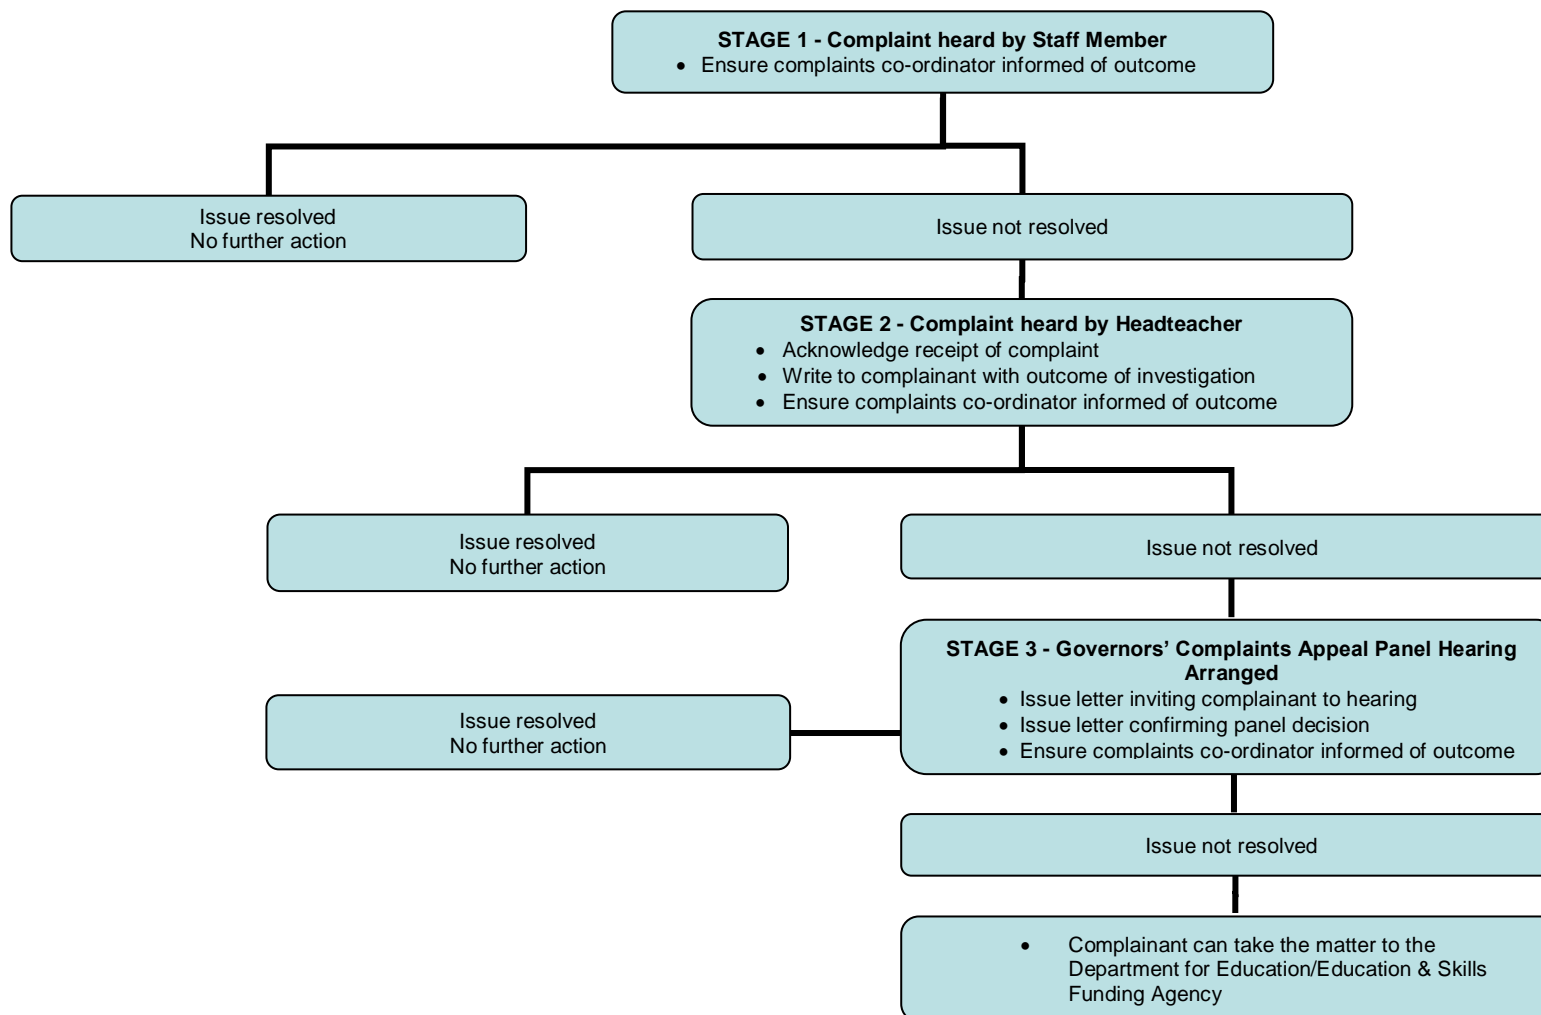 STAGE 1 - Complaint heard by Staff Member
• Ensure complaints co-ordinator informed of outcome
Issue resolved
No further action
Issue not resolved
STAGE 2 - Complaint heard by Headteacher
• Acknowledge receipt of complaint
• Write to complainant with outcome of investigation
• Ensure complaints co-ordinator informed of outcome
Issue resolved
No further action
Issue not resolved
STAGE 3 - Governors’ Complaints Appeal Panel Hearing
Arranged
• Issue letter inviting complainant to hearing
• Issue letter confirming panel decision
• Ensure complaints co-ordinator informed of outcome
Issue resolved
No further action
Issue not resolved
• Complainant can take the matter to the
Department for Education/Education & Skills
Funding Agency